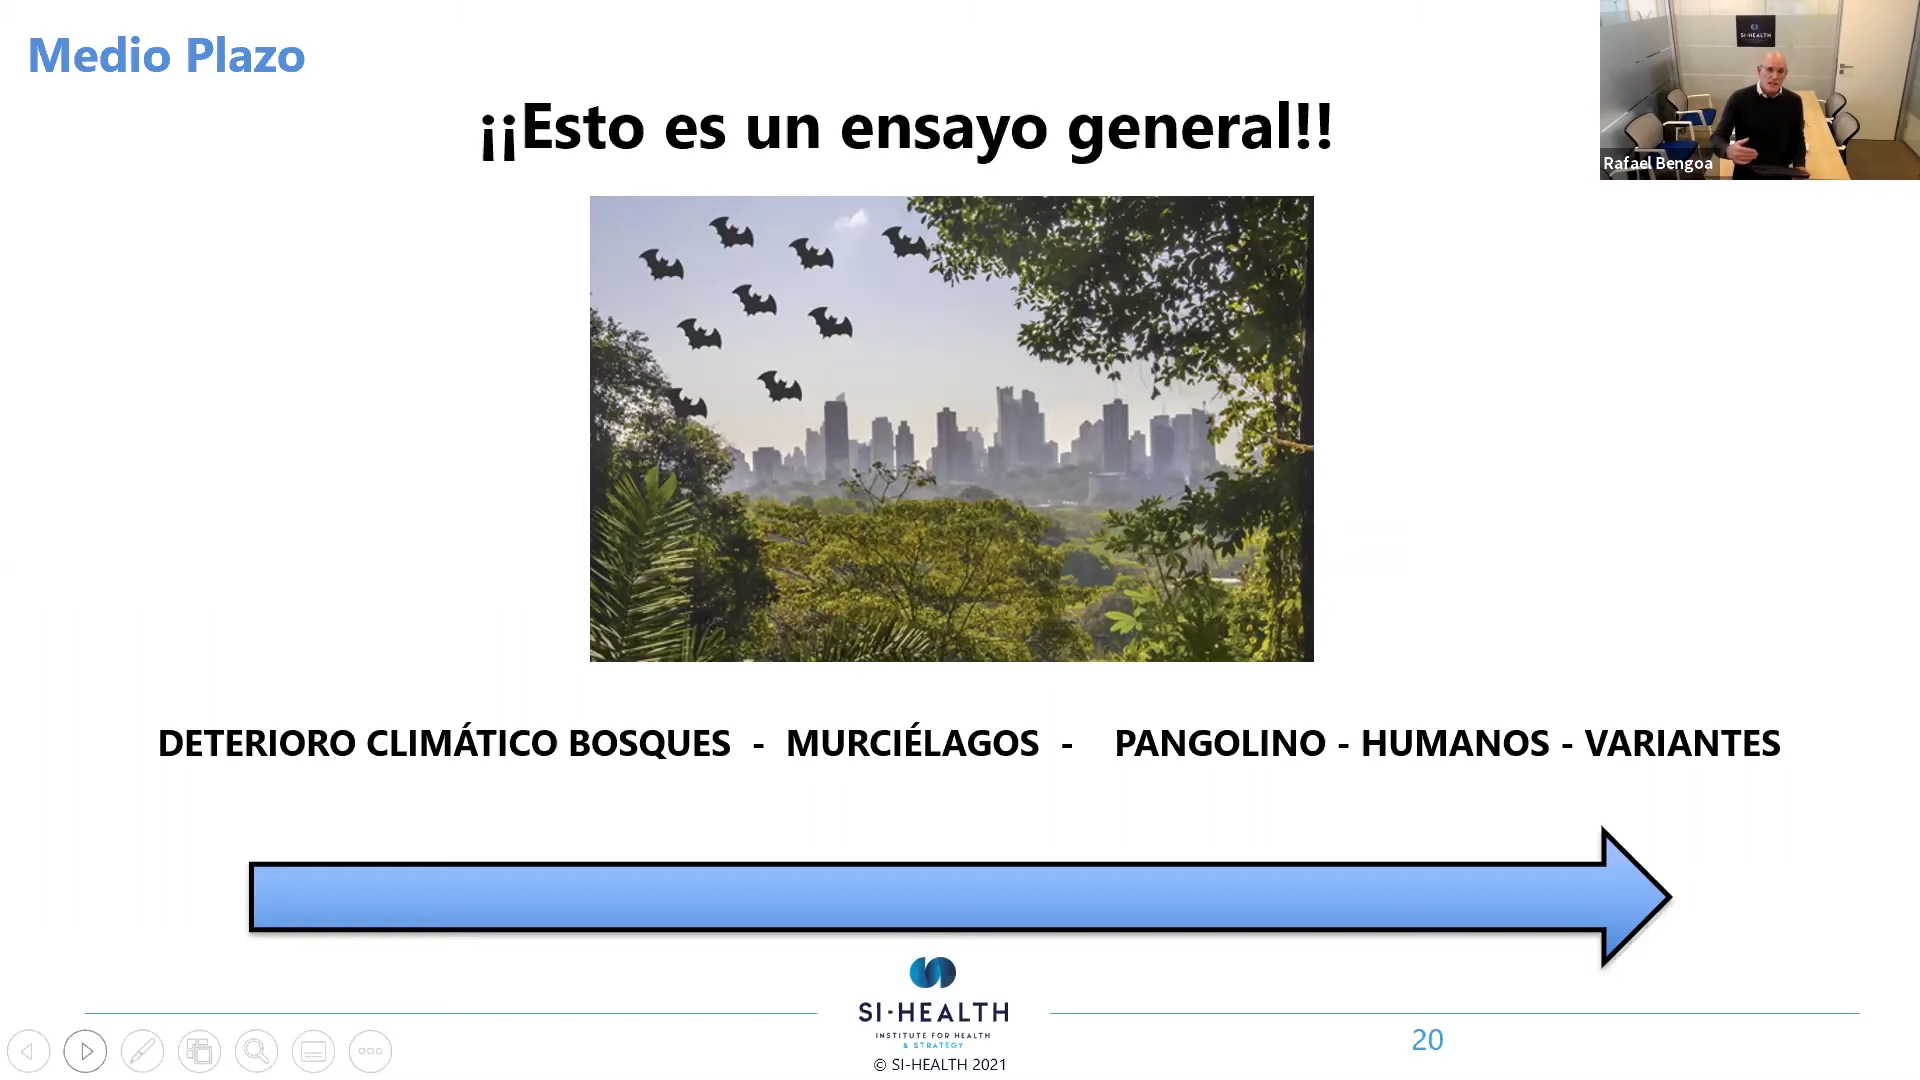 Medio Plazo
¡¡Esto es un ensayo general!!
SI-HEALTH
Rafael Bengoa
DETERIORO CLIMÁTICO BOSQUES - MURCIÉLAGOS - PANGOLINO - HUMANOS - VARIANTES
SI-HEALTH
INSTITUTE FOR HEALTH
& STRATEGY
© SI-HEALTH 2021
20